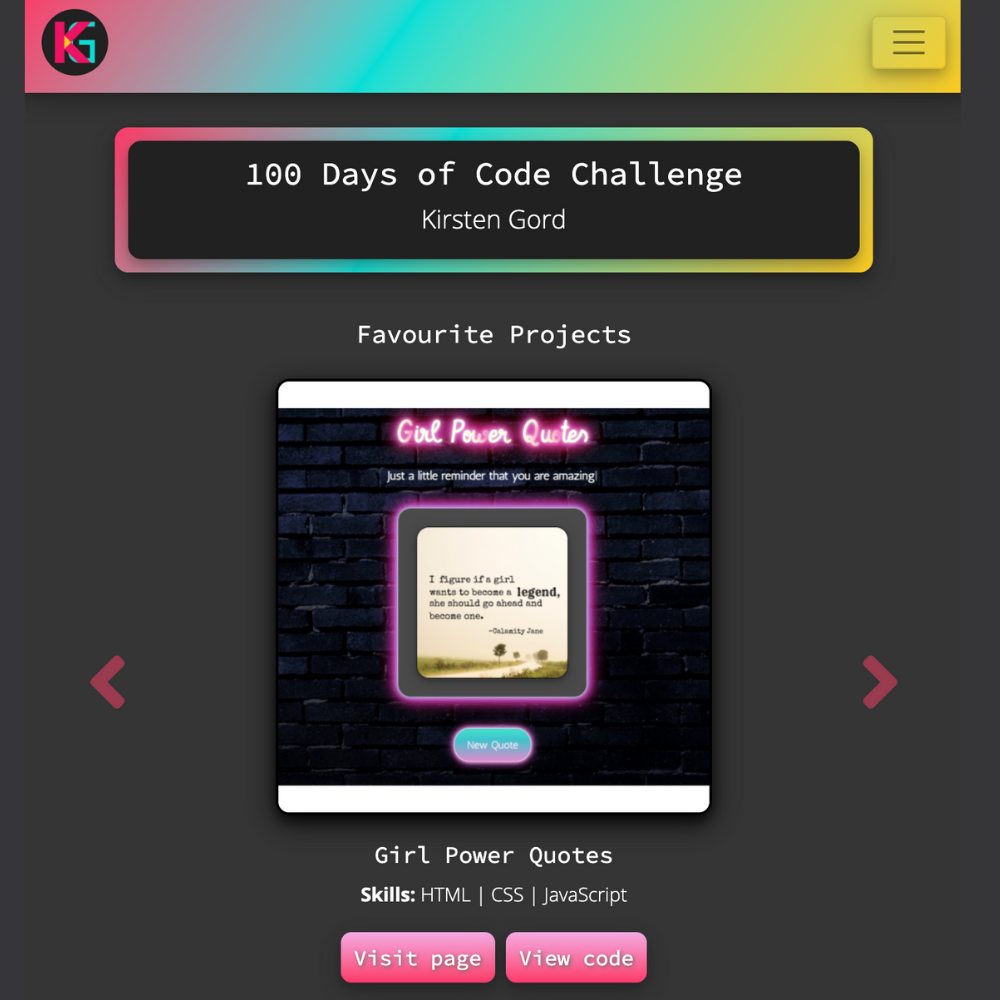 KG
100 Days of Code Challenge
Kirsten Gord
Favourite Projects
Girl Power Quotes
Just a little reminder that you are amazing|
I figure if a girl
wants to become a legend,
she should go ahead and
become one.
—Calamity Jane
New Quote
Girl Power Quotes
Skills: HTML | CSS | JavaScript
Visit page View code